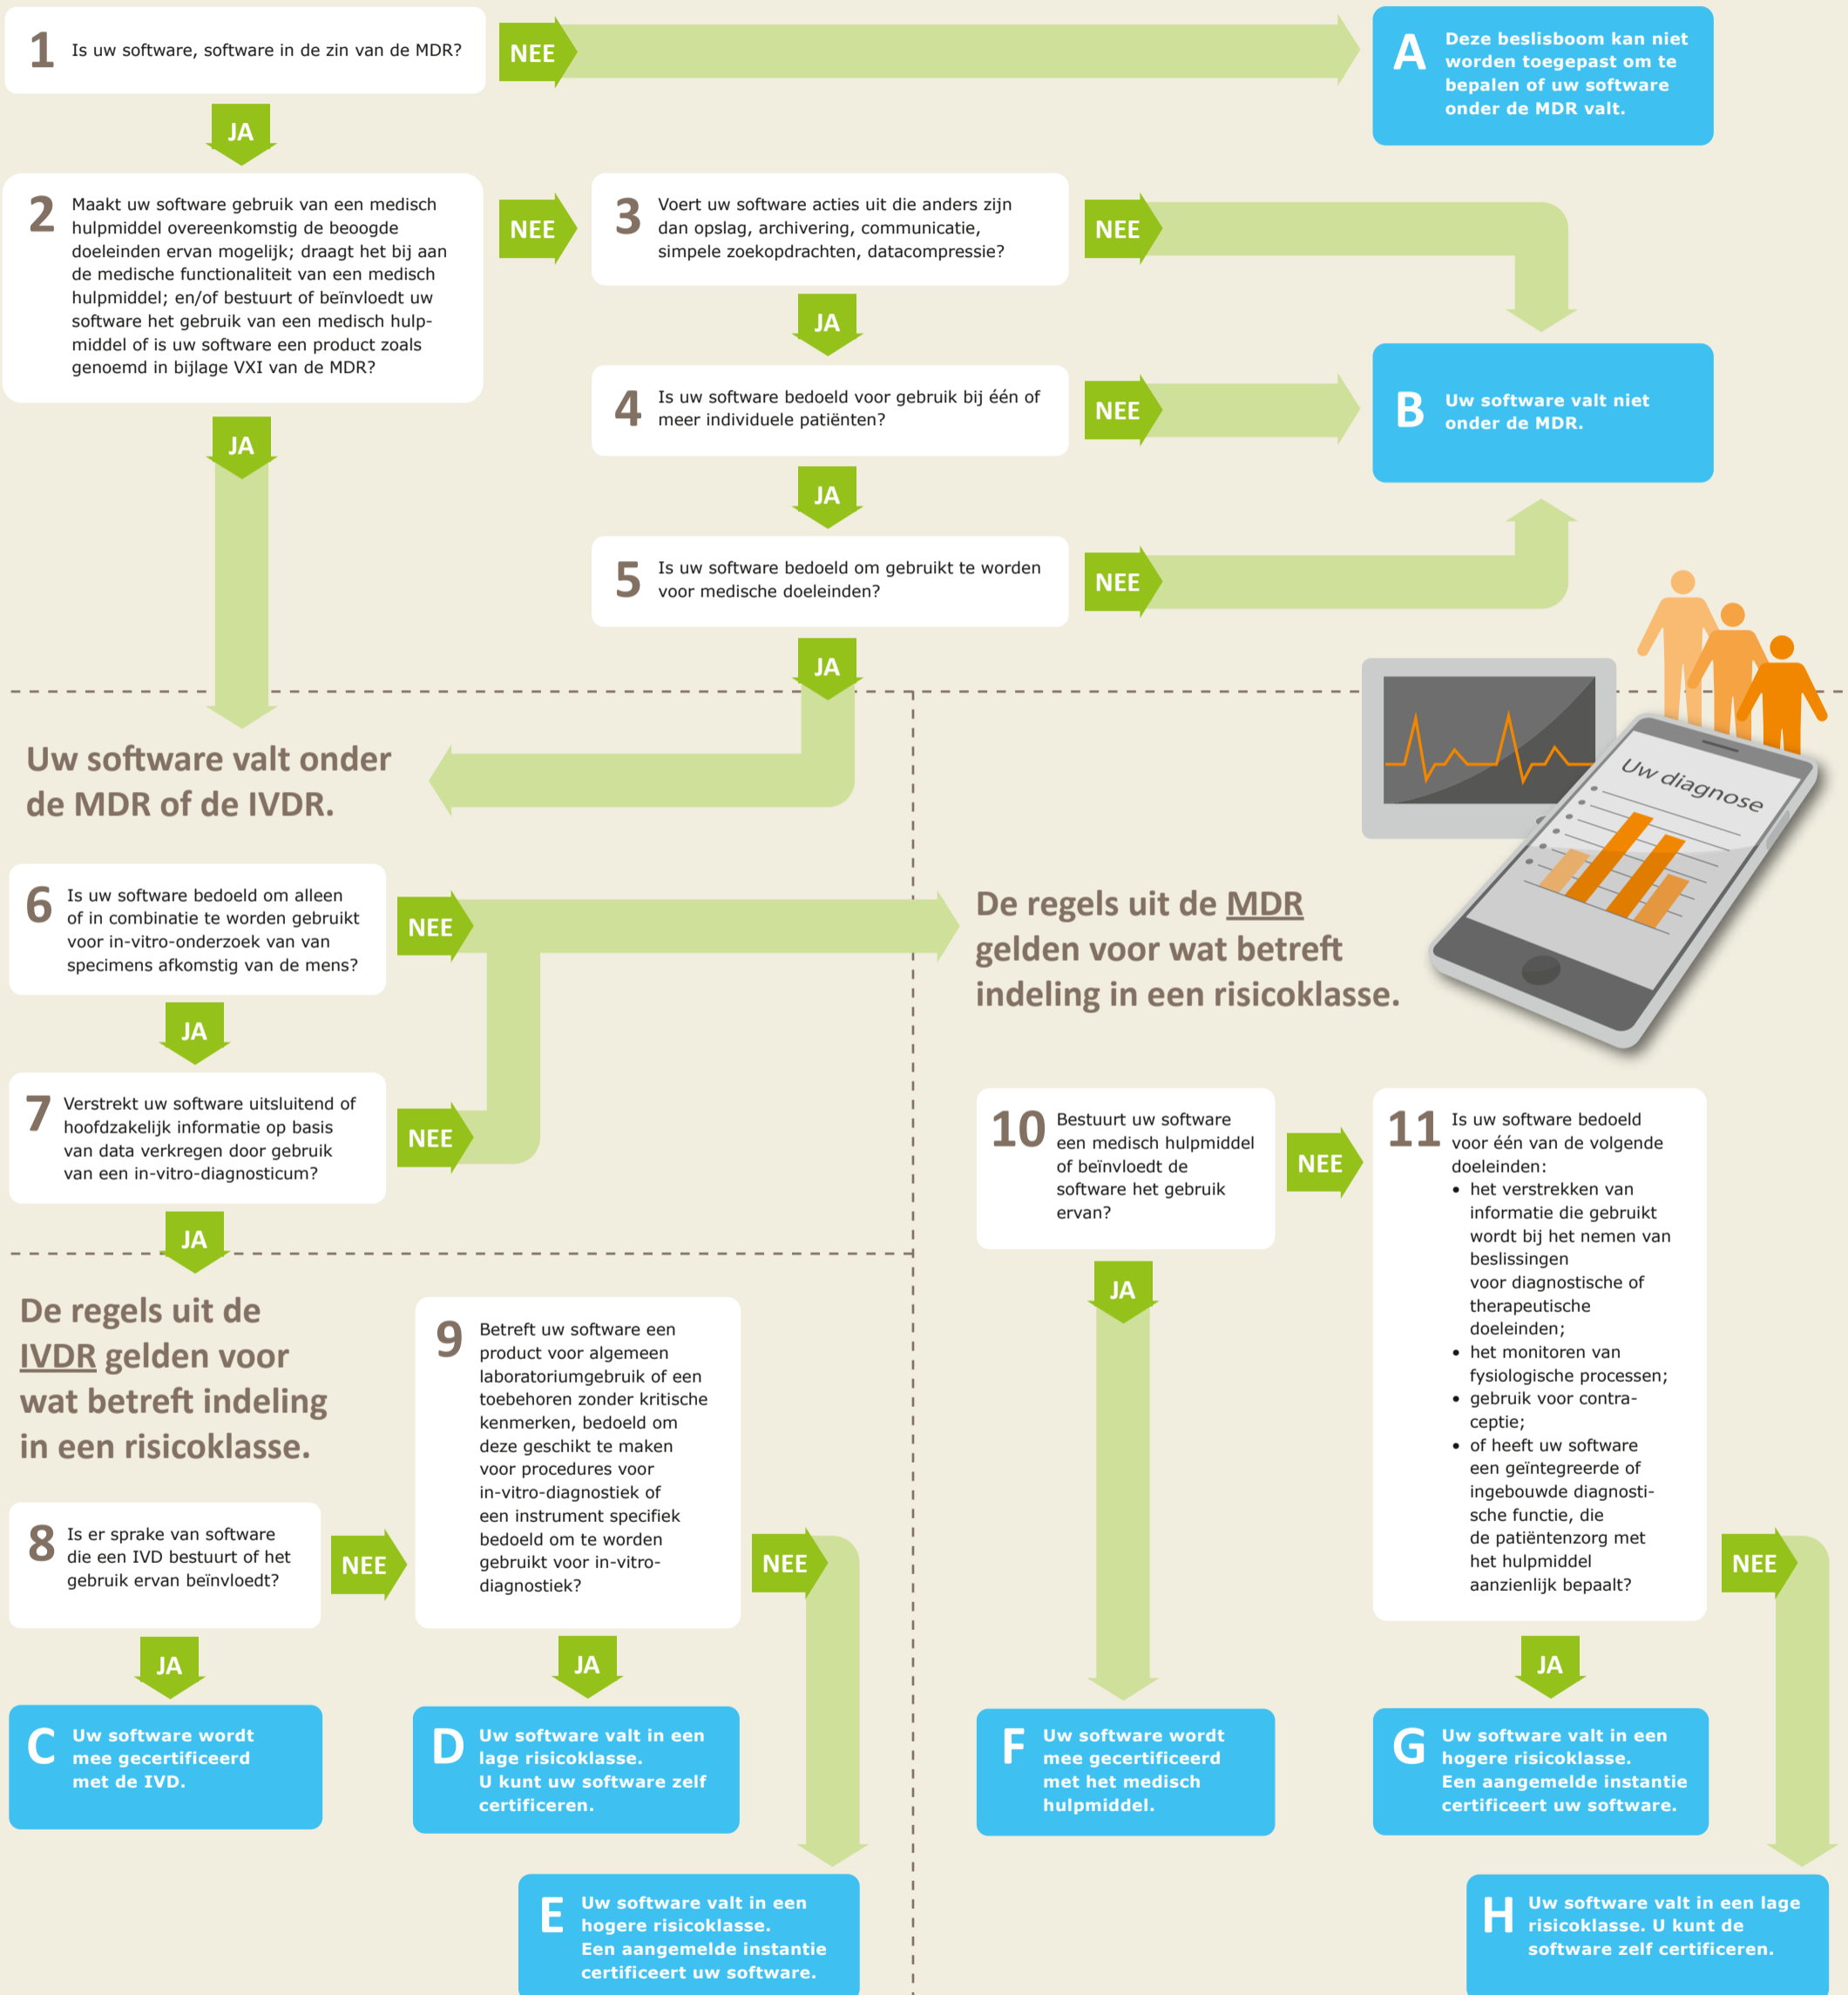 1 Is uw software, software in de zin van de MDR?
NEE
A Deze beslisboom kan niet
worden toegepast om te
bepalen of uw software
onder de MDR valt.
JA
2 Maakt uw software gebruik van een medisch
hulpmiddel overeenkomstig de beoogde
doeleinden ervan mogelijk; draagt het bij aan
de medische functionaliteit van een medisch
hulpmiddel; en/of bestuurt of beïnvloedt uw
software het gebruik van een medisch hulp-
middel of is uw software een product zoals
genoemd in bijlage VXI van de MDR?
NEE
3 Voert uw software acties uit die anders zijn
dan opslag, archivering, communicatie,
simpele zoekopdrachten, datacompressie?
NEE
JA
4 Is uw software bedoeld voor gebruik bij één of
meer individuele patiënten?
NEE
B Uw software valt niet
onder de MDR.
JA
JA
5 Is uw software bedoeld om gebruikt te worden
voor medische doeleinden?
NEE
JA
Uw software valt onder
de MDR of de IVDR.
Uw diagnose
6 Is uw software bedoeld om alleen
of in combinatie te worden gebruikt
voor in-vitro-onderzoek van van
specimens afkomstig van de mens?
NEE
De regels uit de MDR
gelden voor wat betreft
indeling in een risicoklasse.
JA
7 Verstrekt uw software uitsluitend of
hoofdzakelijk informatie op basis
van data verkregen door gebruik
van een in-vitro-diagnosticum?
NEE
JA
De regels uit de
IVDR gelden voor
wat betreft indeling
in een risicoklasse.
8 Is er sprake van software
die een IVD bestuurt of het
gebruik ervan beïnvloedt?
NEE
JA
9 Betreft uw software een
product voor algemeen
laboratoriumgebruik of een
toebehoren zonder kritische
kenmerken, bedoeld om
deze geschikt te maken
voor procedures voor
in-vitro-diagnostiek of
een instrument specifiek
bedoeld om te worden
gebruikt voor in-vitro-
diagnostiek?
NEE
JA
C Uw software wordt
mee gecertificeerd
met de IVD.
D Uw software valt in een
lage risicoklasse.
U kunt uw software zelf
certificeren.
E Uw software valt in een
hogere risicoklasse.
Een aangemelde instantie
certificeert uw software.
10 Bestuurt uw software
een medisch hulpmiddel
of beïnvloedt de
software het gebruik
ervan?
NEE
JA
11 Is uw software bedoeld
voor één van de volgende
doeleinden:
• het verstrekken van
informatie die gebruikt
wordt bij het nemen van
beslissingen
voor diagnostische of
therapeutische
doeleinden;
• het monitoren van
fysiologische processen;
• gebruik voor contra-
ceptie;
• of heeft uw software
een geïntegreerde of
ingebouwde diagnosti-
sche functie, die
de patiëntenzorg met
het hulpmiddel
aanzienlijk bepaalt?
NEE
JA
F Uw software wordt
mee gecertificeerd
met het medisch
hulpmiddel.
G Uw software valt in een
hogere risicoklasse.
Een aangemelde instantie
certificeert uw software.
H Uw software valt in een lage
risicoklasse. U kunt de
software zelf certificeren.